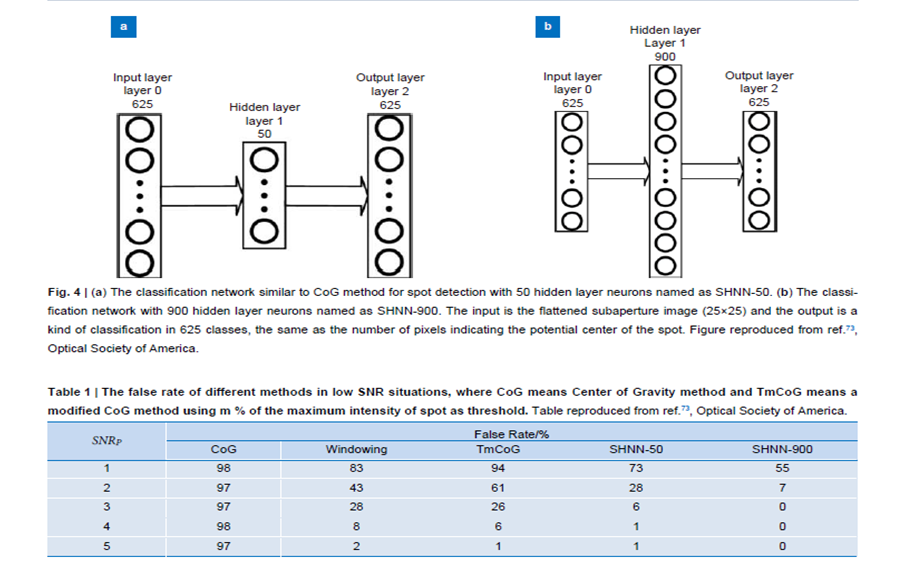 a
Input layer
layer 0
625
Hidden layer
layer 1
50
Output layer
layer 2
625
b
Input layer
layer 0
625
Hidden layer
Layer 1
900
Output layer
layer 2
625
Fig. 4 | (a) The classification network similar to CoG method for spot detection with 50 hidden layer neurons named as SHNN-50. (b) The classi-
fication network with 900 hidden layer neurons named as SHNN-900. The input is the flattened subaperture image (25×25) and the output is a
kind of classification in 625 classes, the same as the number of pixels indicating the potential center of the spot. Figure reproduced from ref.73,
Optical Society of America.
Table 1 | The false rate of different methods in low SNR situations, where CoG means Center of Gravity method and TmCoG means a
modified CoG method using m % of the maximum intensity of spot as threshold. Table reproduced from ref.73, Optical Society of America.
SNRP False Rate/%
CoG Windowing TmCoG SHNN-50 SHNN-900
1 98 83 94 73 55
2 97 43 61 28 7
3 97 28 26 6 0
4 98 8 6 1 0
5 97 2 1 1 0